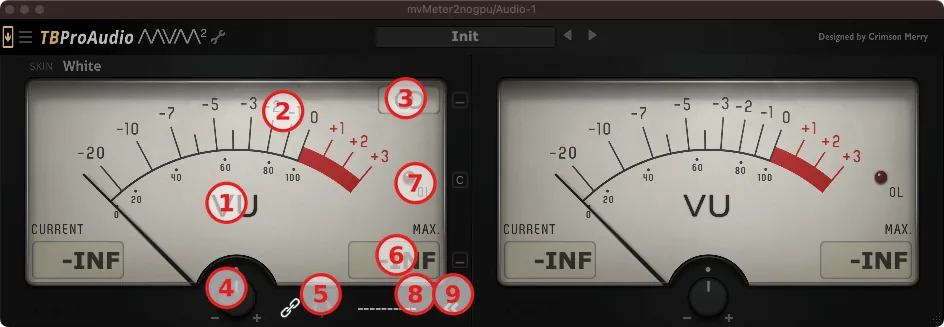 mvMeter2nogpu/Audio-1
TBProAudio MVM2 Init Designed by Crimson Merry
SKIN White
-20 -10 -7 -5 -3 -1 0 +1 +2 +3
0 20 40 60 80 100
VU
OL
CURRENT MAX.
-INF -INF
- +
1 2 3 4 5 6 7 8 9
C
-20 -10 -7 -5 -3 -2 -1 0 +1 +2 +3
0 20 40 60 80 100
VU
OL
CURRENT MAX.
-INF -INF
- +